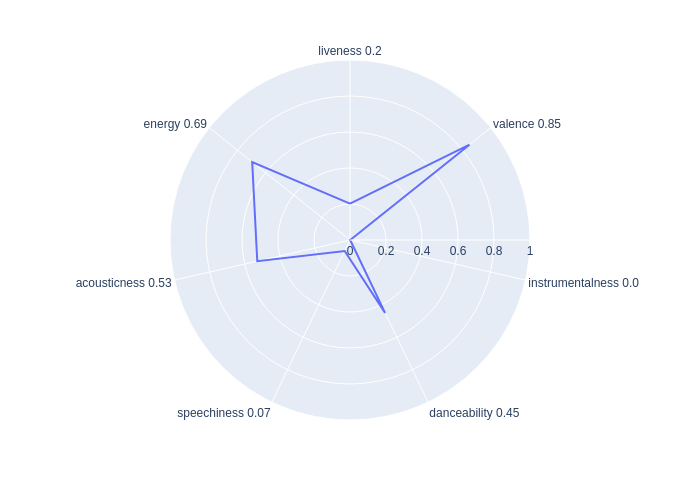 liveness 0.2
energy 0.69
valence 0.85
0 0.2 0.4 0.6 0.8 1
acousticness 0.53
instrumentalness 0.0
speechiness 0.07
danceability 0.45